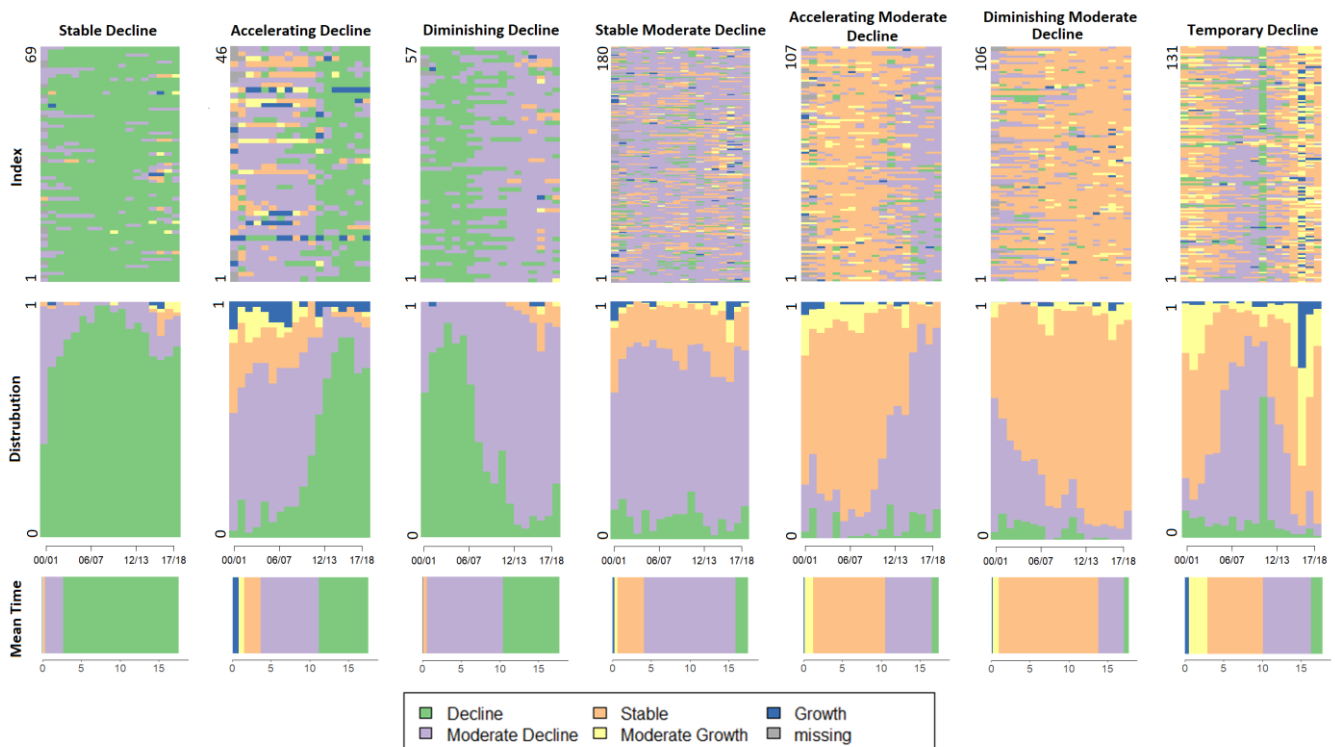 Stable Decline
Accelerating Decline
Diminishing Decline
Stable Moderate Decline
Accelerating Moderate
Decline
Diminishing Moderate
Decline
Temporary Decline
Index
69
1
46
1
57
1
180
1
107
1
106
1
131
1
Distrubution
1
0
1
0
1
0
1
0
1
0
1
0
1
0
00/01 06/07 12/13 17/18
00/01 06/07 12/13 17/18
00/01 06/07 12/13 17/18
00/01 06/07 12/13 17/18
00/01 06/07 12/13 17/18
00/01 06/07 12/13 17/18
00/01 06/07 12/13 17/18
Mean Time
0 5 10 15
0 5 10 15
0 5 10 15
0 5 10 15
0 5 10 15
0 5 10 15
0 5 10 15
Decline Stable Growth
Moderate Decline Moderate Growth missing